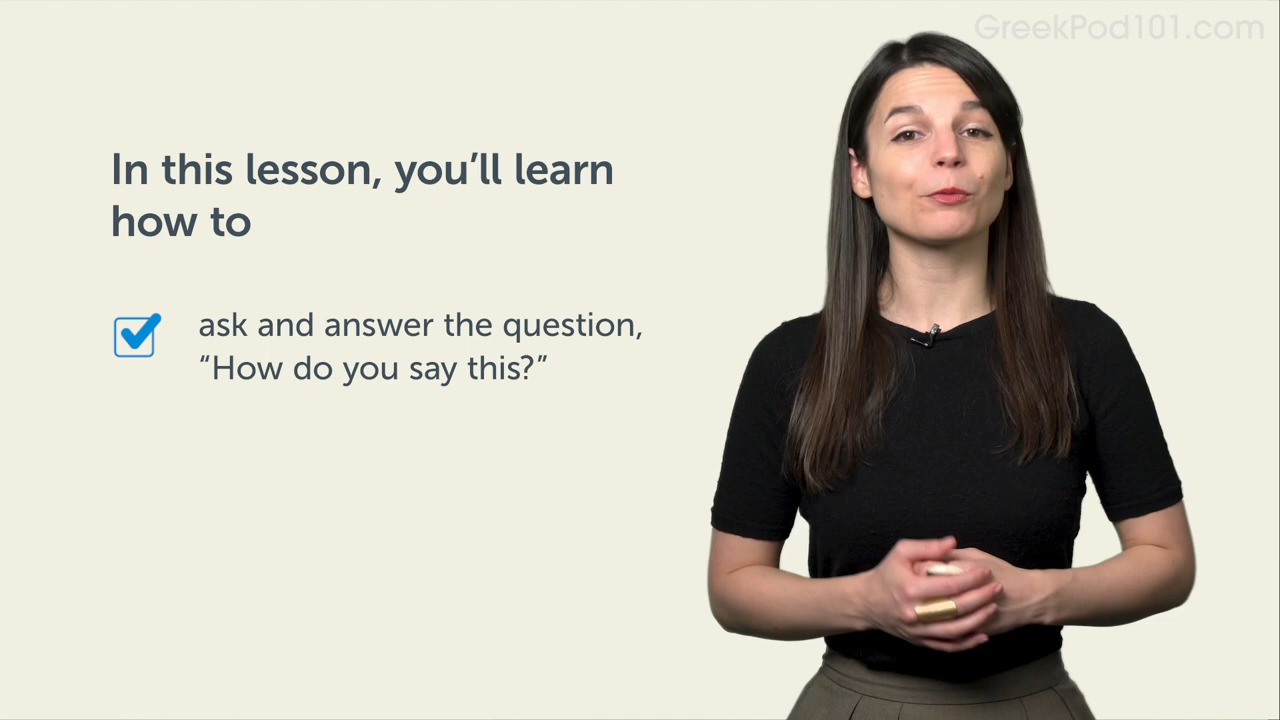 GreekPod101.com
In this lesson, you’ll learn
how to
ask and answer the question,
“How do you say this?”